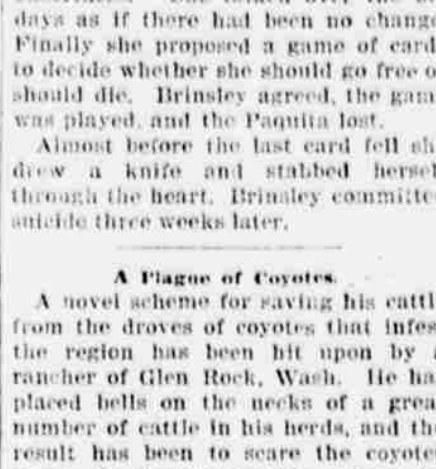 days as if there had been no change
Finally she proposed a game of card
to decide whether she should go free o
should die. Brinsley agreed, the gam
was played, and the Paquita lost.
Almost before the last card fell sh
drew a knife and stabbed hersel
through the heart. Brinsley committe
suicide three weeks later.
A Plague of Coyotes.
A novel scheme for saving his cattl
from the droves of coyotes that infes
the region has been hit upon by a
rancher of Glen Rock, Wash. He ha
placed bells on the necks of a grea
number of cattle in his herds, and the
result has been to scare the coyote